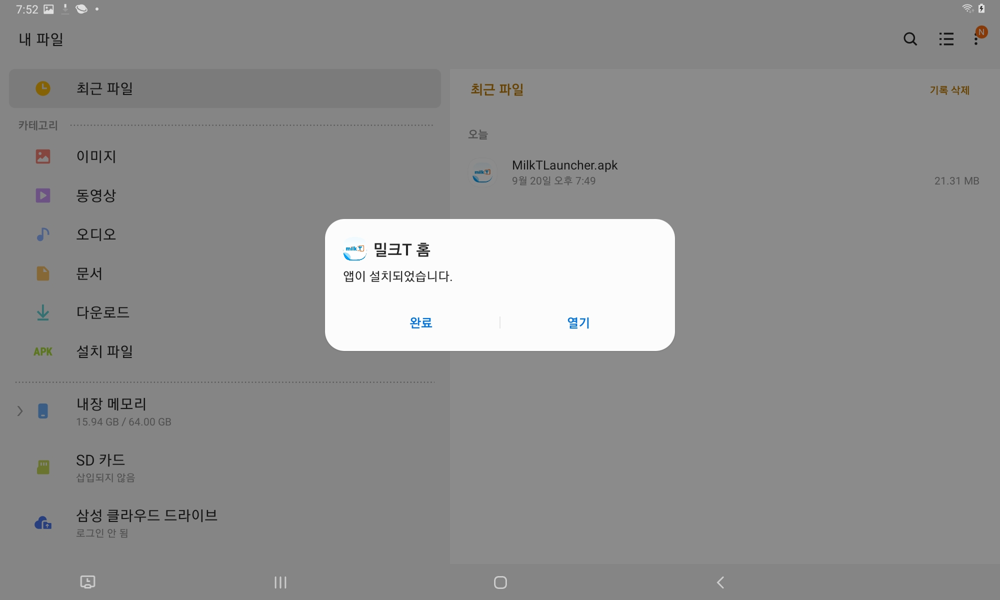 7:52
내 파일
N
최근 파일
카테고리
이미지
동영상
오디오
문서
다운로드
APK 설치 파일
내장 메모리
15.94 GB / 64.00 GB
SD 카드
삽입되지 않음
삼성 클라우드 드라이브
로그인 안 됨
최근 파일
기록 삭제
오늘
milk T
MilkTLauncher.apk
9월 20일 오후 7:49
21.31 MB
milk T
밀크T 홈
앱이 설치되었습니다.
완료
열기